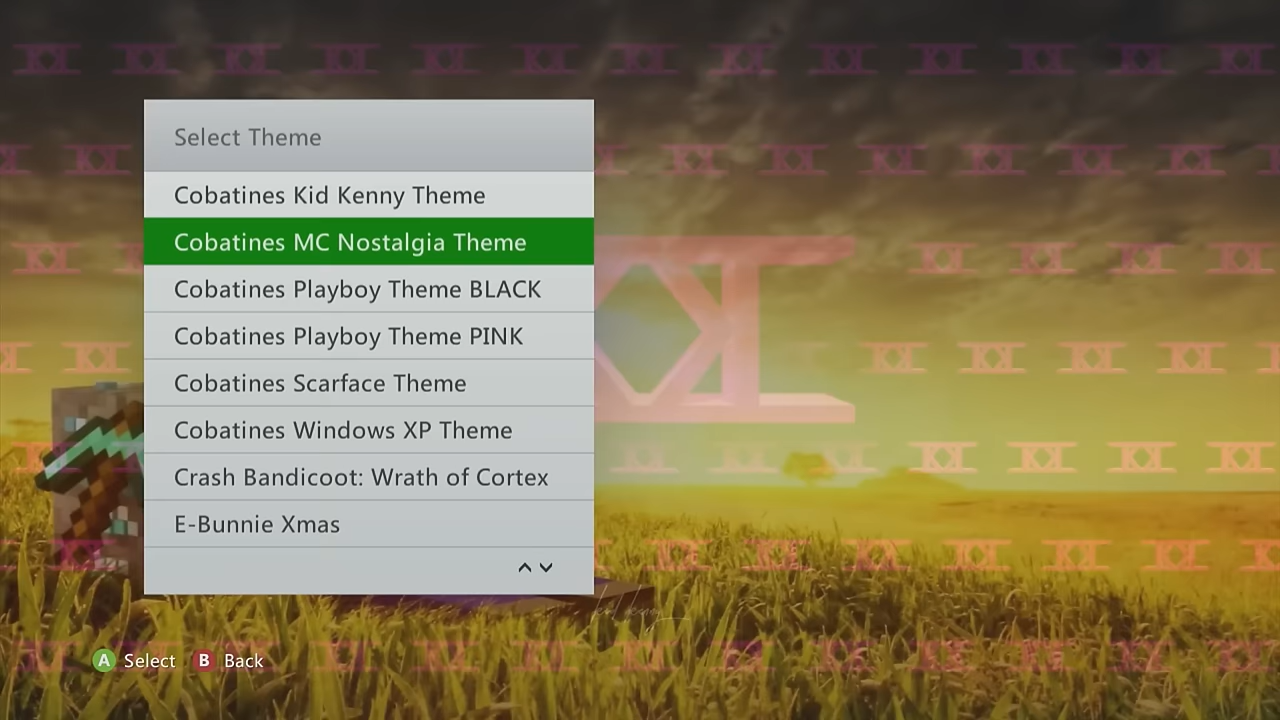 Select Theme
Cobatines Kid Kenny Theme
Cobatines MC Nostalgia Theme
Cobatines Playboy Theme BLACK
Cobatines Playboy Theme PINK
Cobatines Scarface Theme
Cobatines Windows XP Theme
Crash Bandicoot: Wrath of Cortex
E-Bunnie Xmas
A Select B Back